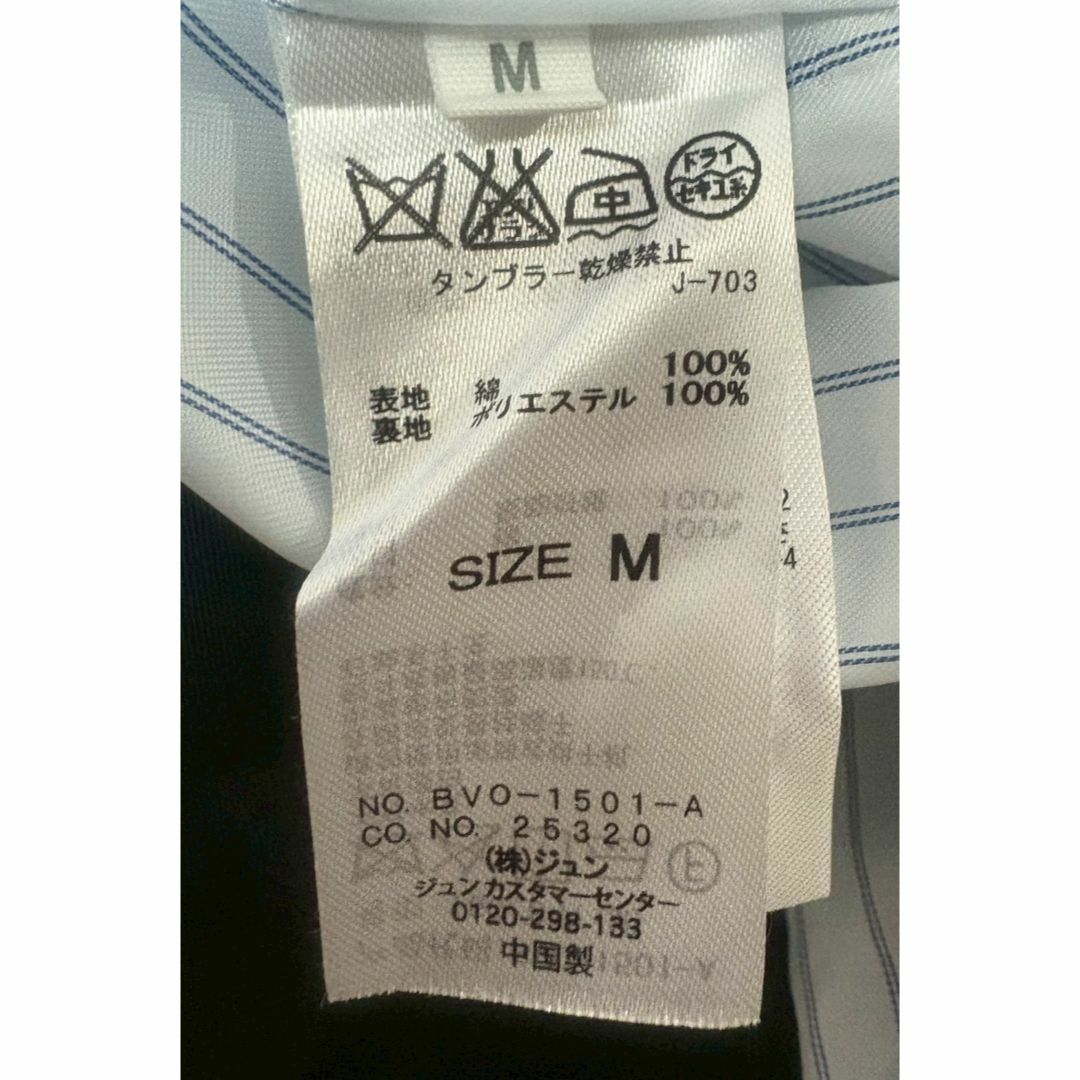 M
中
ドライ
セキユ系
タンブラー乾燥禁止
J-703
表地 綿 100%
裏地 ポリエステル 100%
SIZE M
NO. BVO-1501-A
CO. NO. 25320
(株)ジュン
ジュンカスタマーセンター
0120-298-133
中国製